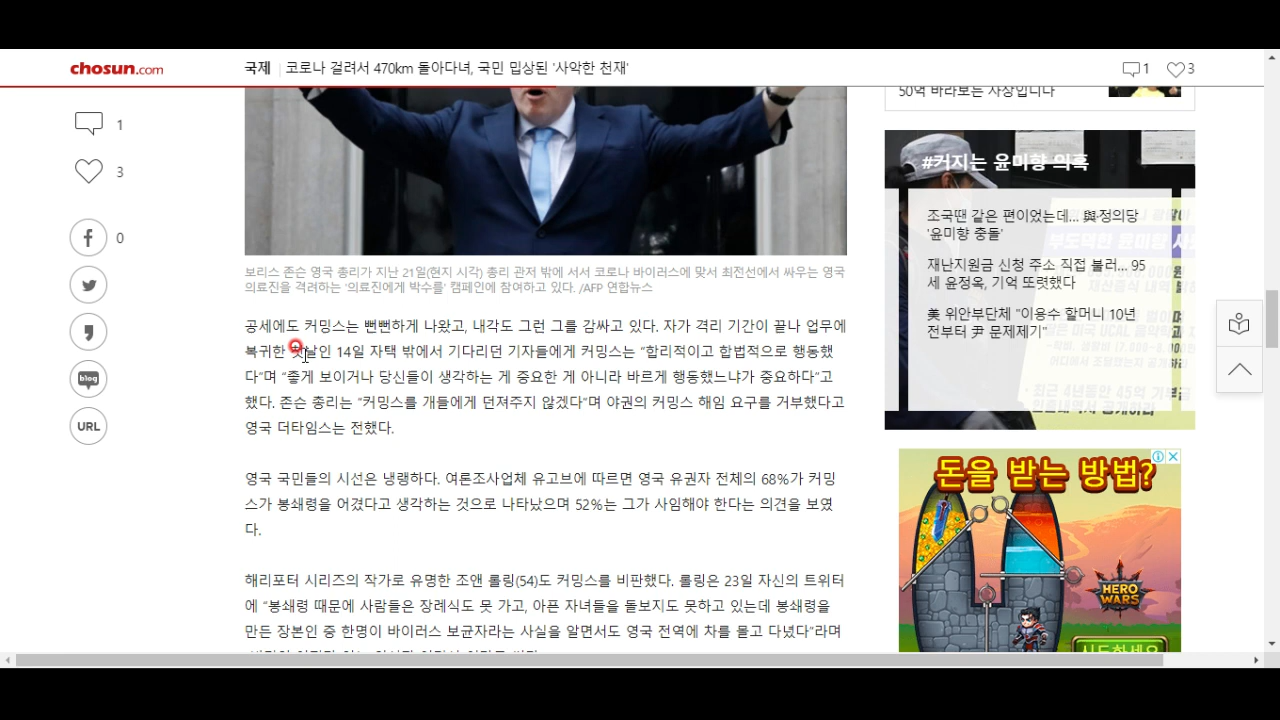 chosun.com
국제
코로나 걸려서 470km 돌아다녀, 국민 밉상된 '사악한 천재'
1
3
1
3
0
blog
URL
보리스 존슨 영국 총리가 지난 21일(현지 시각) 총리 관저 밖에 서서 코로나 바이러스에 맞서 최전선에서 싸우는 영국
의료진을 격려하는 '의료진에게 박수를' 캠페인에 참여하고 있다. /AFP 연합뉴스
공세에도 커밍스는 뻔뻔하게 나왔고, 내각도 그런 그를 감싸고 있다. 자가 격리 기간이 끝나 업무에
복귀한 첫날인 14일 자택 밖에서 기다리던 기자들에게 커밍스는 “합리적이고 합법적으로 행동했
다”며 “좋게 보이거나 당신들이 생각하는 게 중요한 게 아니라 바르게 행동했느냐가 중요하다”고
했다. 존슨 총리는 “커밍스를 개들에게 던져주지 않겠다”며 야권의 커밍스 해임 요구를 거부했다고
영국 더타임스는 전했다.
영국 국민들의 시선은 냉랭하다. 여론조사업체 유고브에 따르면 영국 유권자 전체의 68%가 커밍
스가 봉쇄령을 어겼다고 생각하는 것으로 나타났으며 52%는 그가 사임해야 한다는 의견을 보였
다.
해리포터 시리즈의 작가로 유명한 조앤 롤링(54)도 커밍스를 비판했다. 롤링은 23일 자신의 트위터
에 “봉쇄령 때문에 사람들은 장례식도 못 가고, 아픈 자녀들을 돌보지도 못하고 있는데 봉쇄령을
만든 장본인 중 한명이 바이러스 보균자라는 사실을 알면서도 영국 전역에 차를 몰고 다녔다”라며
50억 바라보는 자상입니다
#커지는 윤미향 의혹
조국땐 같은 편이었는데... 與·정의당
'윤미향 충돌'
재난지원금 신청 주소 직접 불러... 95
세 윤정옥, 기억 또렷했다
美 위안부단체 "이용수 할머니 10년
전부터 尹 문제제기"
돈을 받는 방법?
HERO
WARS
시도하세요